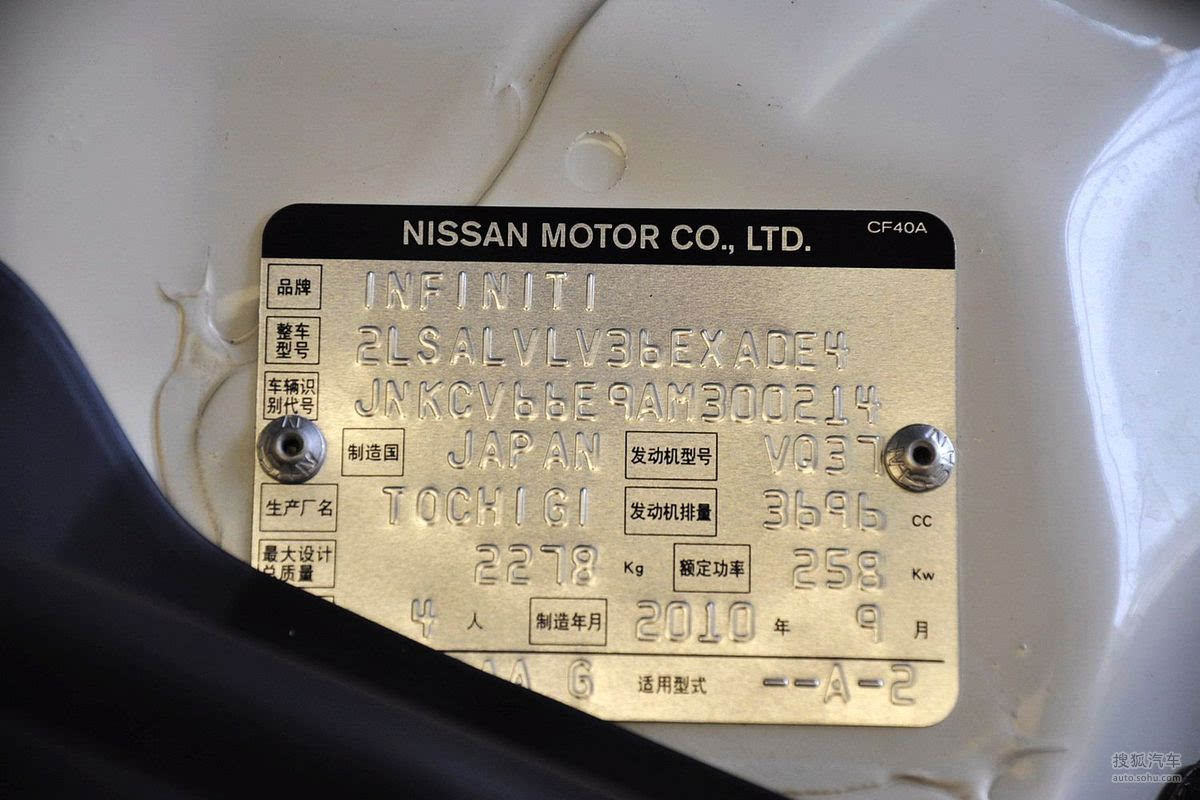 NISSAN MOTOR CO., LTD. CF40A
品牌 INFINITI
整车型号 2LSALVLV36EXADE4
车辆识别代号 JNKCV66E9AM300214
制造国 JAPAN 发动机型号 VQ37
生产厂名 TOCHIGI 发动机排量 3696 CC
最大设计总质量 2278 Kg 额定功率 258 Kw
4 人 制造年月 2010 年 9 月
A G 适用型式 --A-2
搜狐汽车
auto.sohu.com